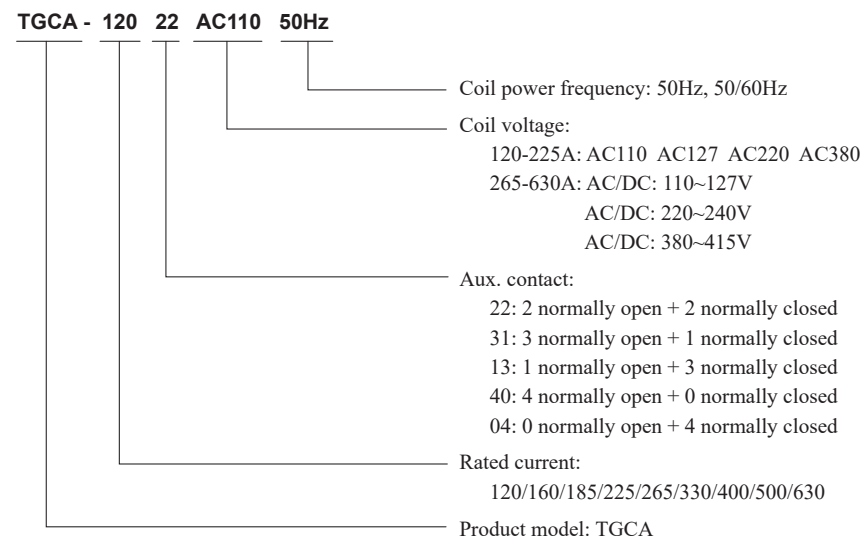 TGCA - 120 22 AC110 50Hz
Coil power frequency: 50Hz, 50/60Hz
Coil voltage:
120-225A: AC110 AC127 AC220 AC380
265-630A: AC/DC: 110~127V
AC/DC: 220~240V
AC/DC: 380~415V
Aux. contact:
22: 2 normally open + 2 normally closed
31: 3 normally open + 1 normally closed
13: 1 normally open + 3 normally closed
40: 4 normally open + 0 normally closed
04: 0 normally open + 4 normally closed
Rated current:
120/160/185/225/265/330/400/500/630
Product model: TGCA